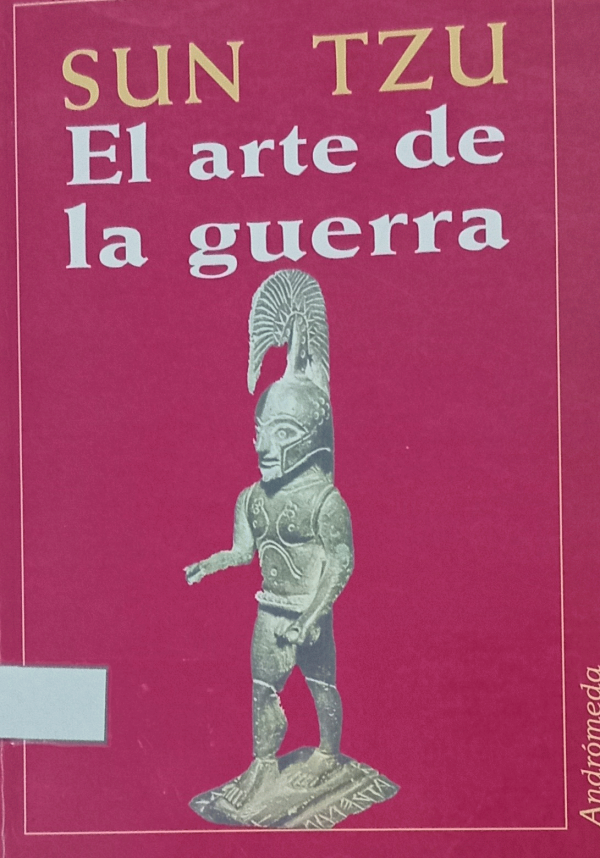 SUN TZU
El arte de
la guerra
Andrómeda